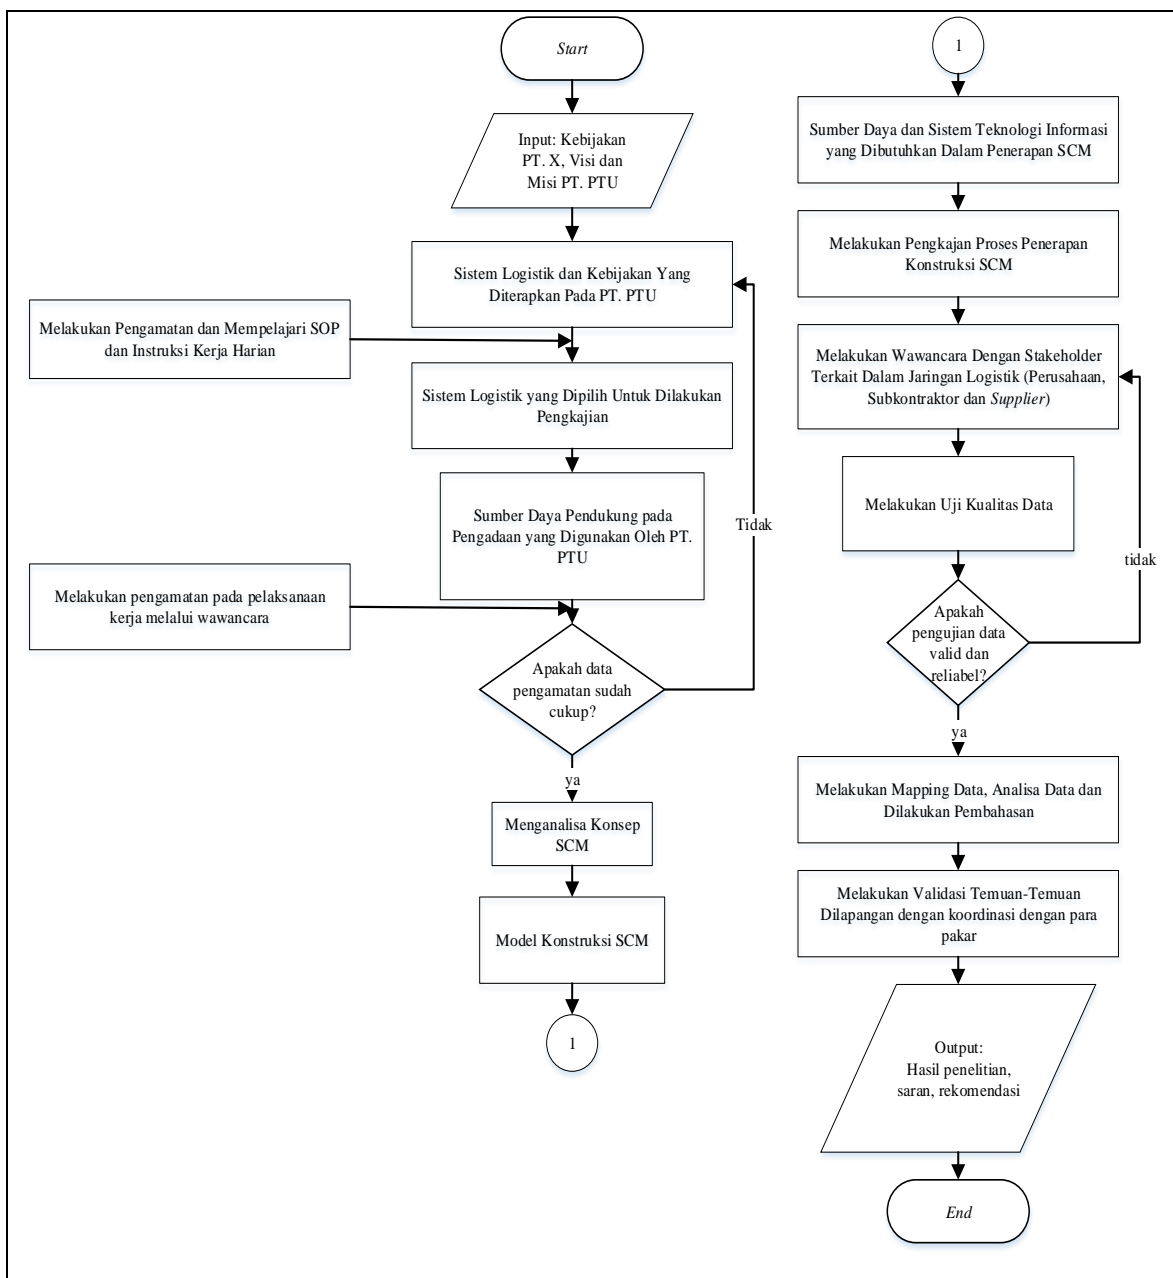 Start
Input: Kebijakan
PT. X, Visi dan
Misi PT. PTU
Sistem Logistik dan Kebijakan Yang
Diterapkan Pada PT. PTU
Melakukan Pengamatan dan Mempelajari SOP
dan Instruksi Kerja Harian
Sistem Logistik yang Dipilih Untuk Dilakukan
Pengkajian
Sumber Daya Pendukung pada
Pengadaan yang Digunakan Oleh PT.
PTU
Tidak
Melakukan pengamatan pada pelaksanaan
kerja melalui wawancara
Apakah data
pengamatan sudah
cukup?
ya
Menganalisa Konsep
SCM
Model Konstruksi SCM
1
1
Sumber Daya dan Sistem Teknologi Informasi
yang Dibutuhkan Dalam Penerapan SCM
Melakukan Pengkajan Proses Penerapan
Konstruksi SCM
Melakukan Wawancara Dengan Stakeholder
Terkait Dalam Jaringan Logistik (Perusahaan,
Subkontraktor dan Supplier)
Melakukan Uji Kualitas Data
tidak
Apakah
pengujian data
valid dan
reliabel?
ya
Melakukan Mapping Data, Analisa Data dan
Dilakukan Pembahasan
Melakukan Validasi Temuan-Temuan
Dilapangan dengan koordinasi dengan para
pakar
Output:
Hasil penelitian,
saran, rekomendasi
End